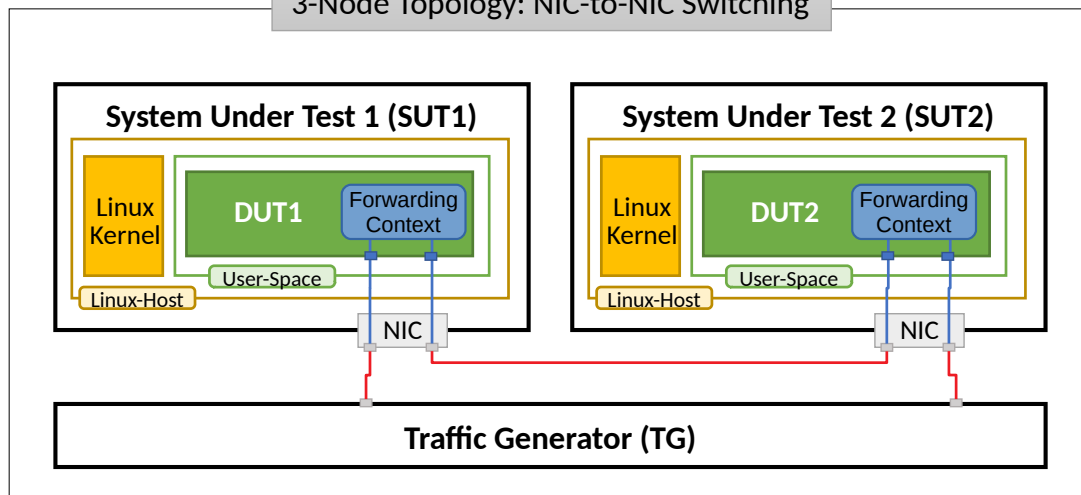 3-Node Topology: NIC-to-NIC Switching
System Under Test 1 (SUT1)
Linux
Kernel
DUT1
Forwarding
Context
User-Space
Linux-Host
NIC
System Under Test 2 (SUT2)
Linux
Kernel
DUT2
Forwarding
Context
User-Space
Linux-Host
NIC
Traffic Generator (TG)